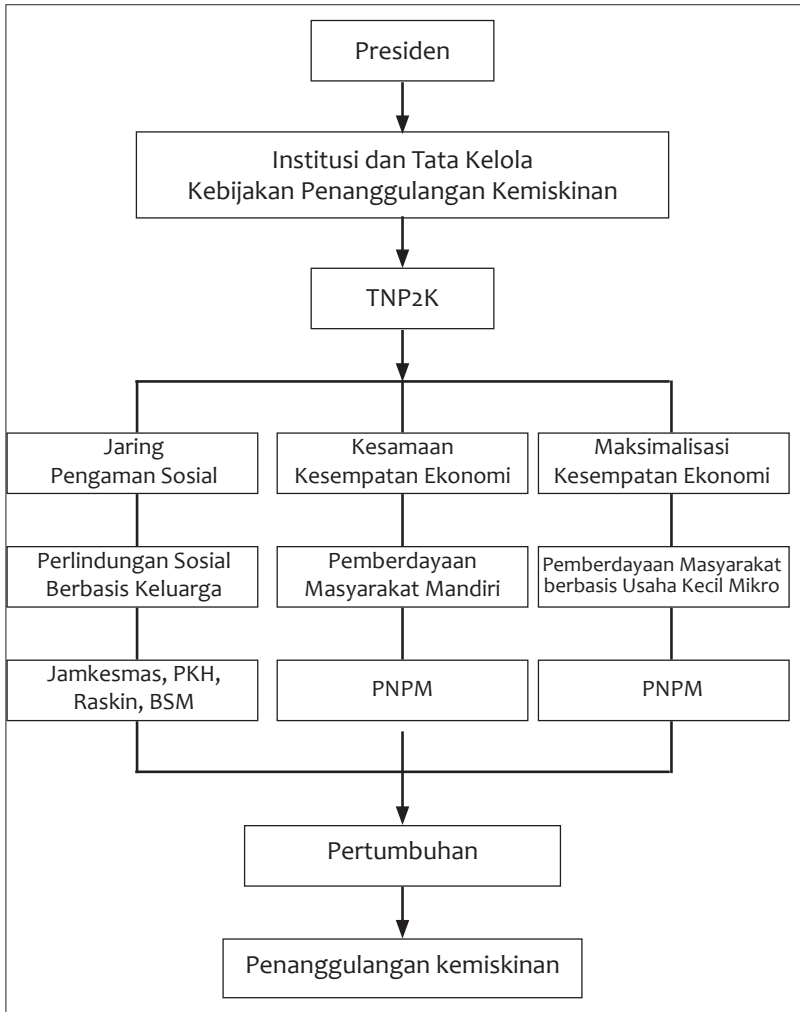 Presiden
Institusi dan Tata Kelola
Kebijakan Penanggulangan Kemiskinan
TNP2K
Jaring
Pengaman Sosial
Kesamaan
Kesempatan Ekonomi
Maksimalisasi
Kesempatan Ekonomi
Perlindungan Sosial
Berbasis Keluarga
Pemberdayaan
Masyarakat Mandiri
Pemberdayaan Masyarakat
berbasis Usaha Kecil Mikro
Jamkesmas, PKH,
Raskin, BSM
PNPM
PNPM
Pertumbuhan
Penanggulangan kemiskinan